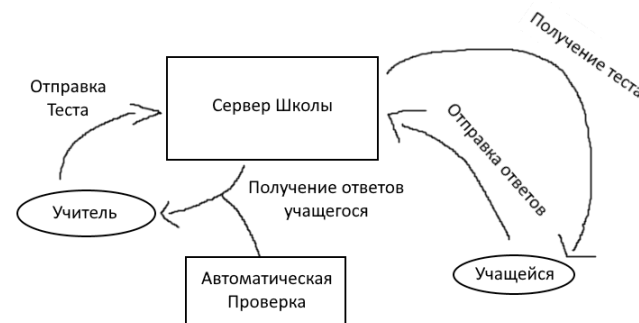 Получение теста
Отправка
Теста
Сервер Школы
Отправка ответов
Получение ответов
учащегося
Учитель
Автоматическая
Проверка
Учащейся